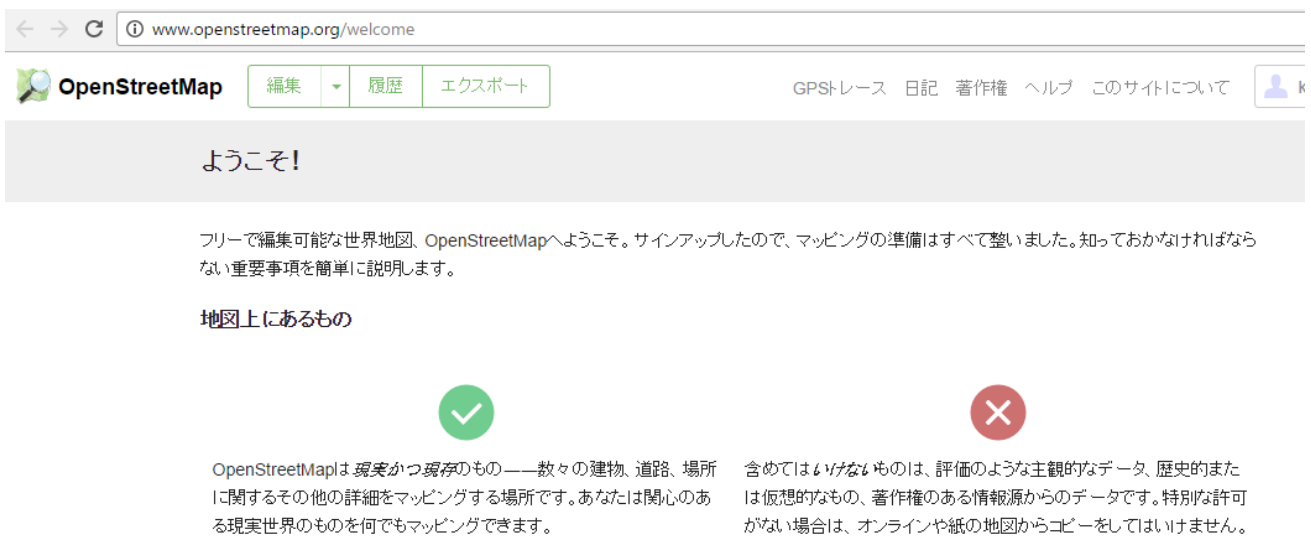 www.openstreetmap.org/welcome
OpenStreetMap 編集 履歴 エクスポート GPSトレース 日記 著作権 ヘルプ このサイトについて k
ようこそ!
フリーで編集可能な世界地図、OpenStreetMapへようこそ。サインアップしたので、マッピングの準備はすべて整いました。知っておかなければなら
ない重要事項を簡単に説明します。
地図上にあるもの
OpenStreetMapは現実かつ現存のもの——数々の建物、道路、場所
に関するその他の詳細をマッピングする場所です。あなたは関心のあ
る現実世界のものを何でもマッピングできます。
含めてはいけないものは、評価のような主観的なデータ、歴史的また
は仮想的なもの、著作権のある情報源からのデータです。特別な許可
がない場合は、オンラインや紙の地図からコピーをしてはいけません。